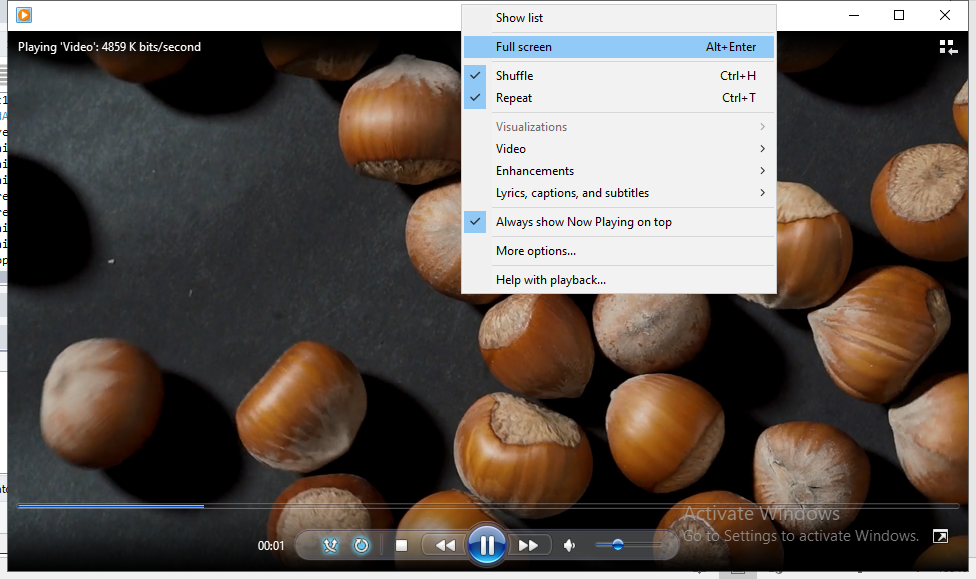 Show list
Playing 'Video': 4859 K bits/second
Full screen Alt+Enter
Shuffle Ctrl+H
Repeat Ctrl+T
Visualizations
Video
Enhancements
Lyrics, captions, and subtitles
Always show Now Playing on top
More options...
Help with playback...
Activate Windows
Go to Settings to activate Windows.
00:01